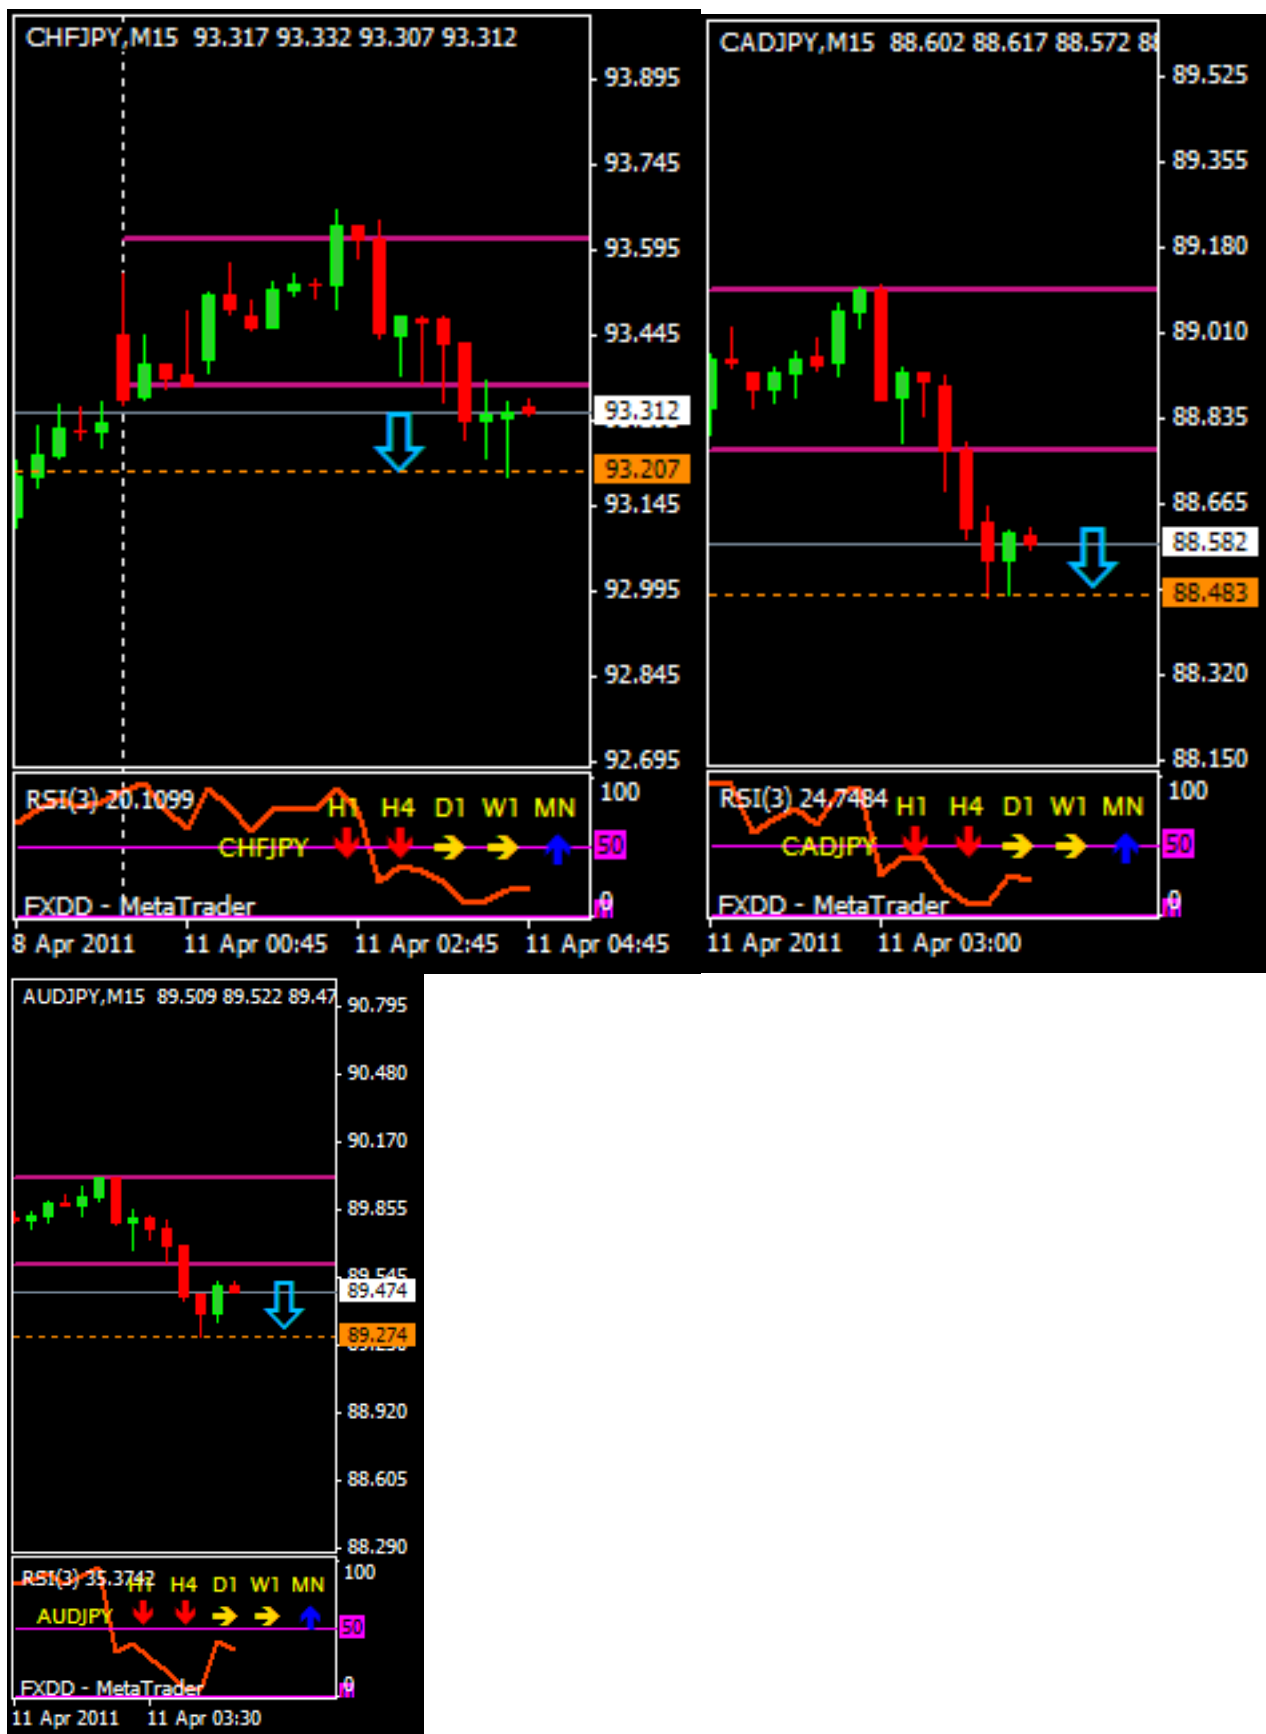 CHFJPY,M15 93.317 93.332 93.307 93.312
93.895
93.745
93.595
93.445
93.312
93.207
93.145
92.995
92.845
92.695
RSI(3) 20.1099
H1 H4 D1 W1 MN
100
CHFJPY
50
0
FXDD - MetaTrader
8 Apr 2011 11 Apr 00:45 11 Apr 02:45 11 Apr 04:45
CADJPY,M15 88.602 88.617 88.572
89.525
89.355
89.180
89.010
88.835
88.665
88.582
88.483
88.320
88.150
RSI(3) 24.7484
H1 H4 D1 W1 MN
100
CADJPY
50
0
FXDD - MetaTrader
11 Apr 2011 11 Apr 03:00
AUDJPY,M15 89.509 89.522 89.47
90.795
90.480
90.170
89.855
89.545
89.474
89.274
88.920
88.605
88.290
RSI(3) 35.3742
H1 H4 D1 W1 MN
100
AUDJPY
50
0
FXDD - MetaTrader
11 Apr 2011 11 Apr 03:30